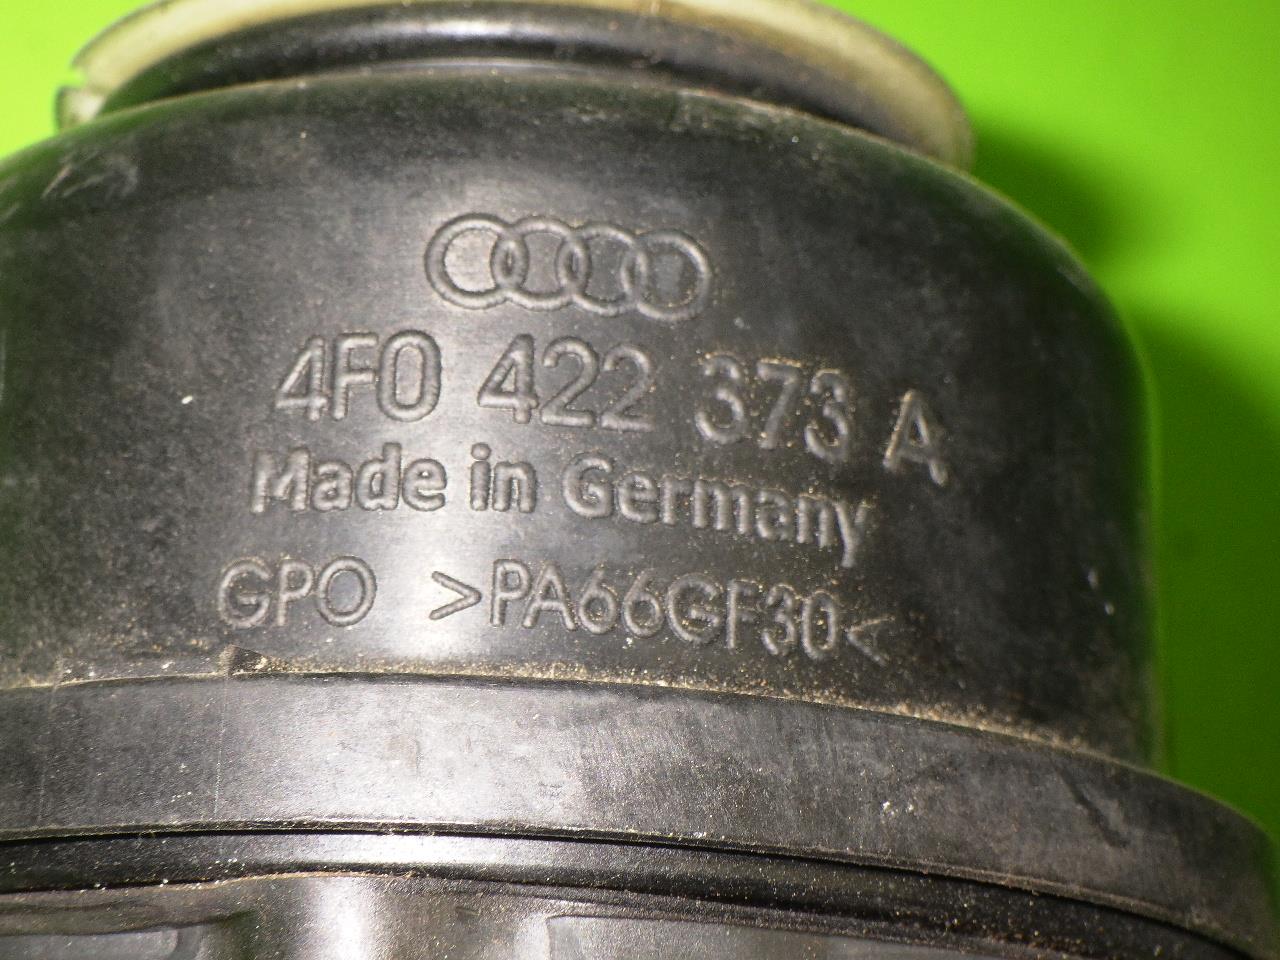 4F0 422 373 A
Made in Germany
GPO >PA66GF30<